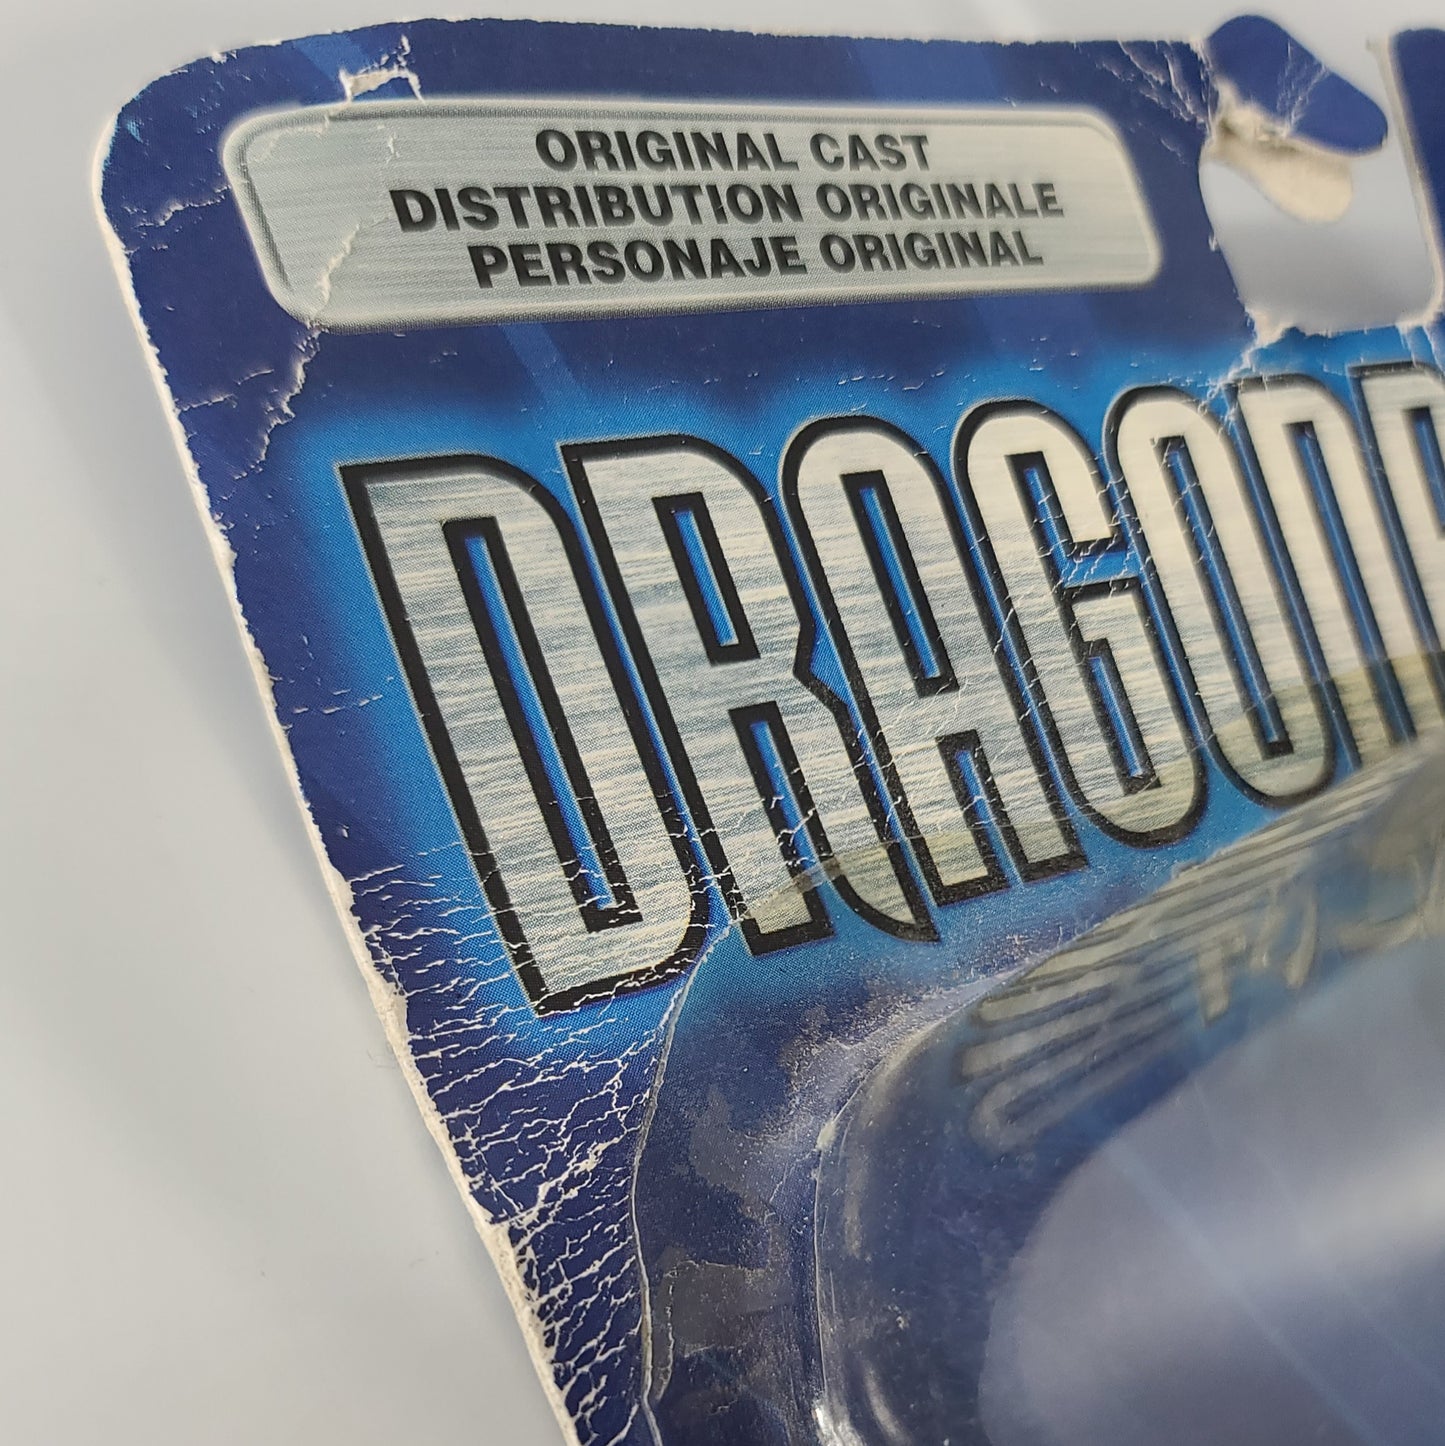 ORIGINAL CAST
DISTRIBUTION ORIGINALE
PERSONAJE ORIGINAL
DRAGON